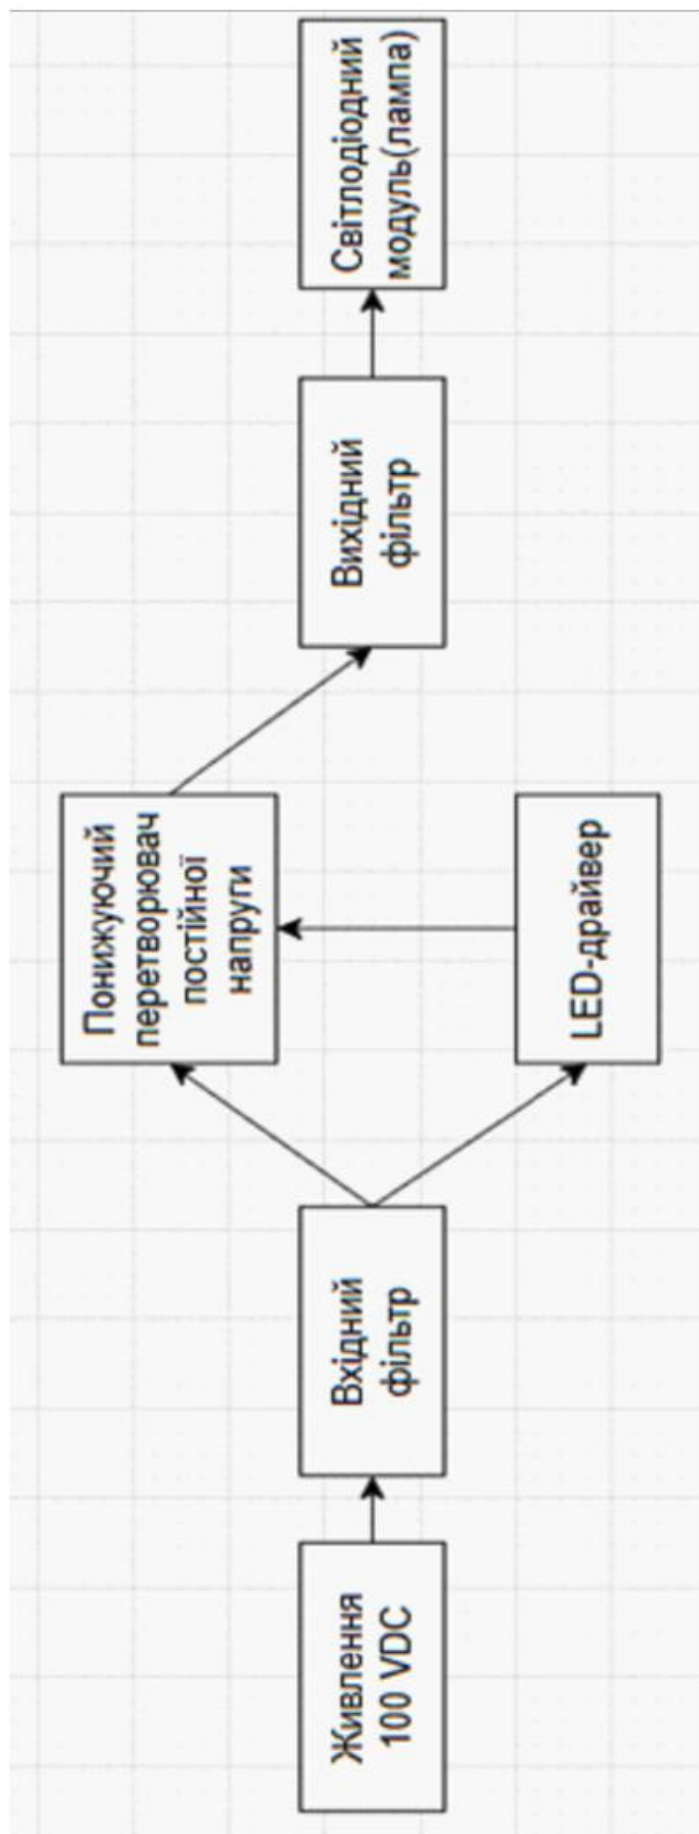 Живлення
100 VDC
Вхідний
фільтр
Понижуючий
перетворювач
постійної
напруги
LED-драйвер
Вихідний
фільтр
Світлодіодний
модуль(лампа)